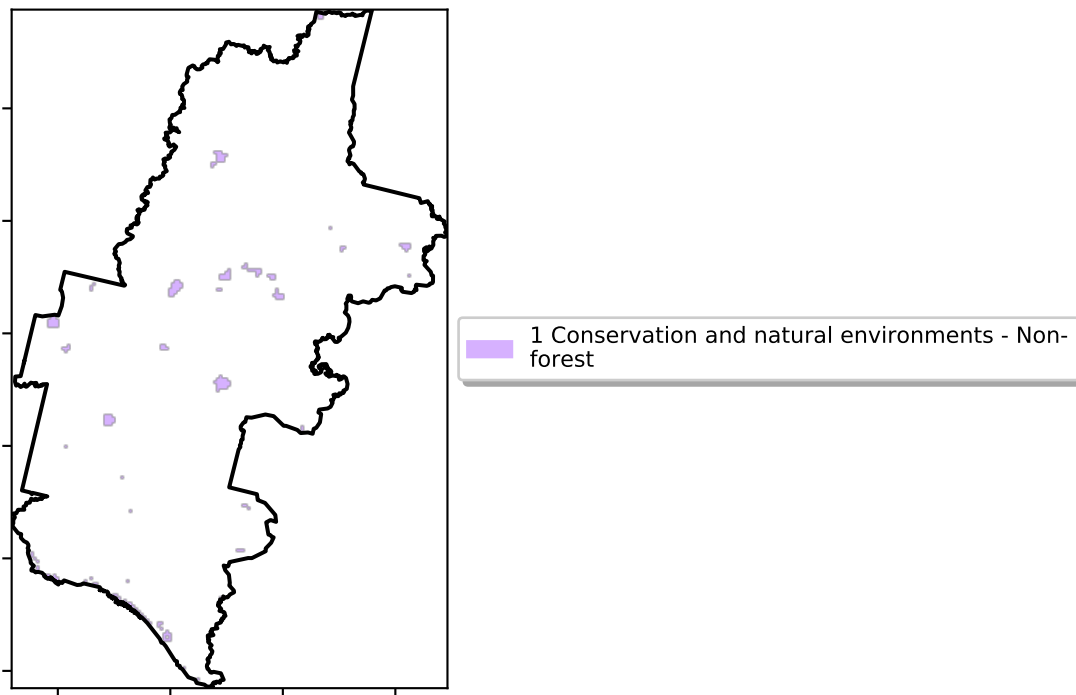 1 Conservation and natural environments - Non-
forest